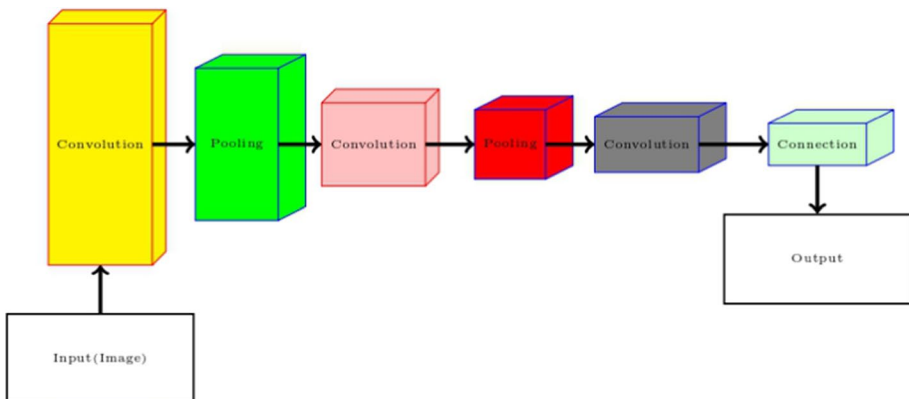 Convolution
Pooling
Convolution
Pooling
Convolution
Connection
Output
Input(Image)